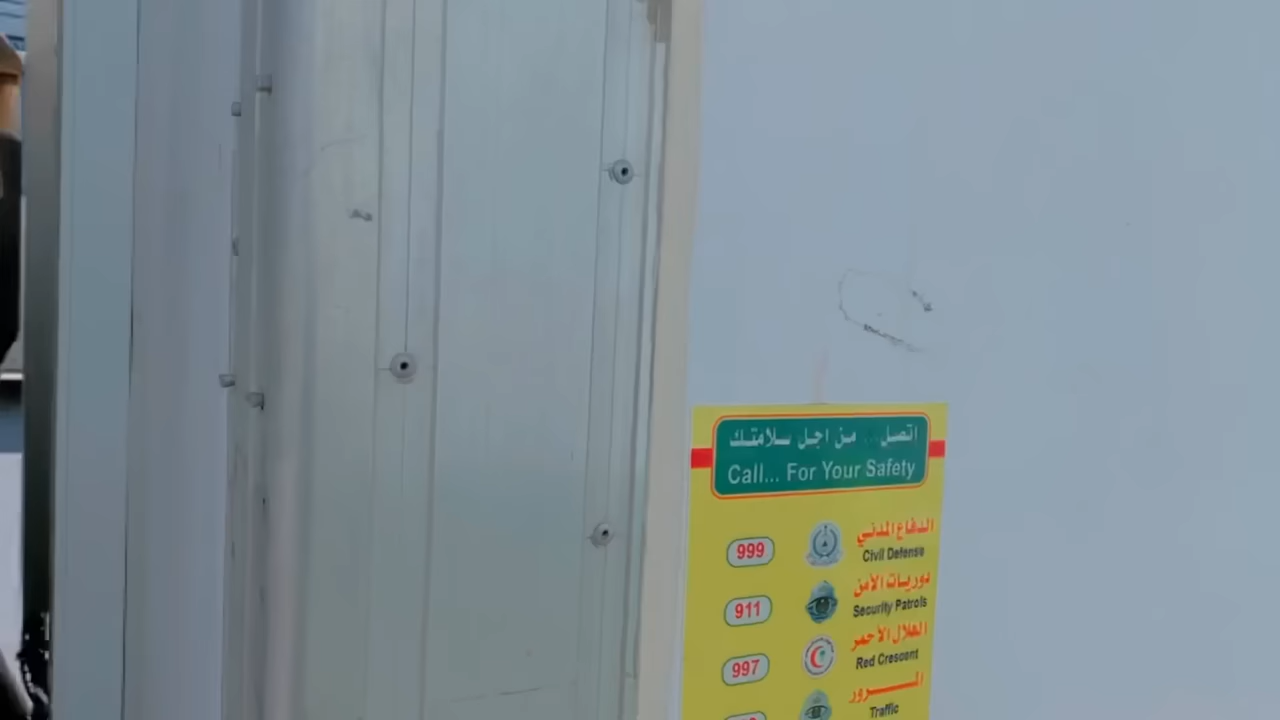 اتصل.. من اجل سلامتك
Call... For Your Safety
999
الدفاع المدني
Civil Defense
911
دوريات الأمن
Security Patrols
997
الهلال الأحمر
Red Crescent
المرور
Traffic